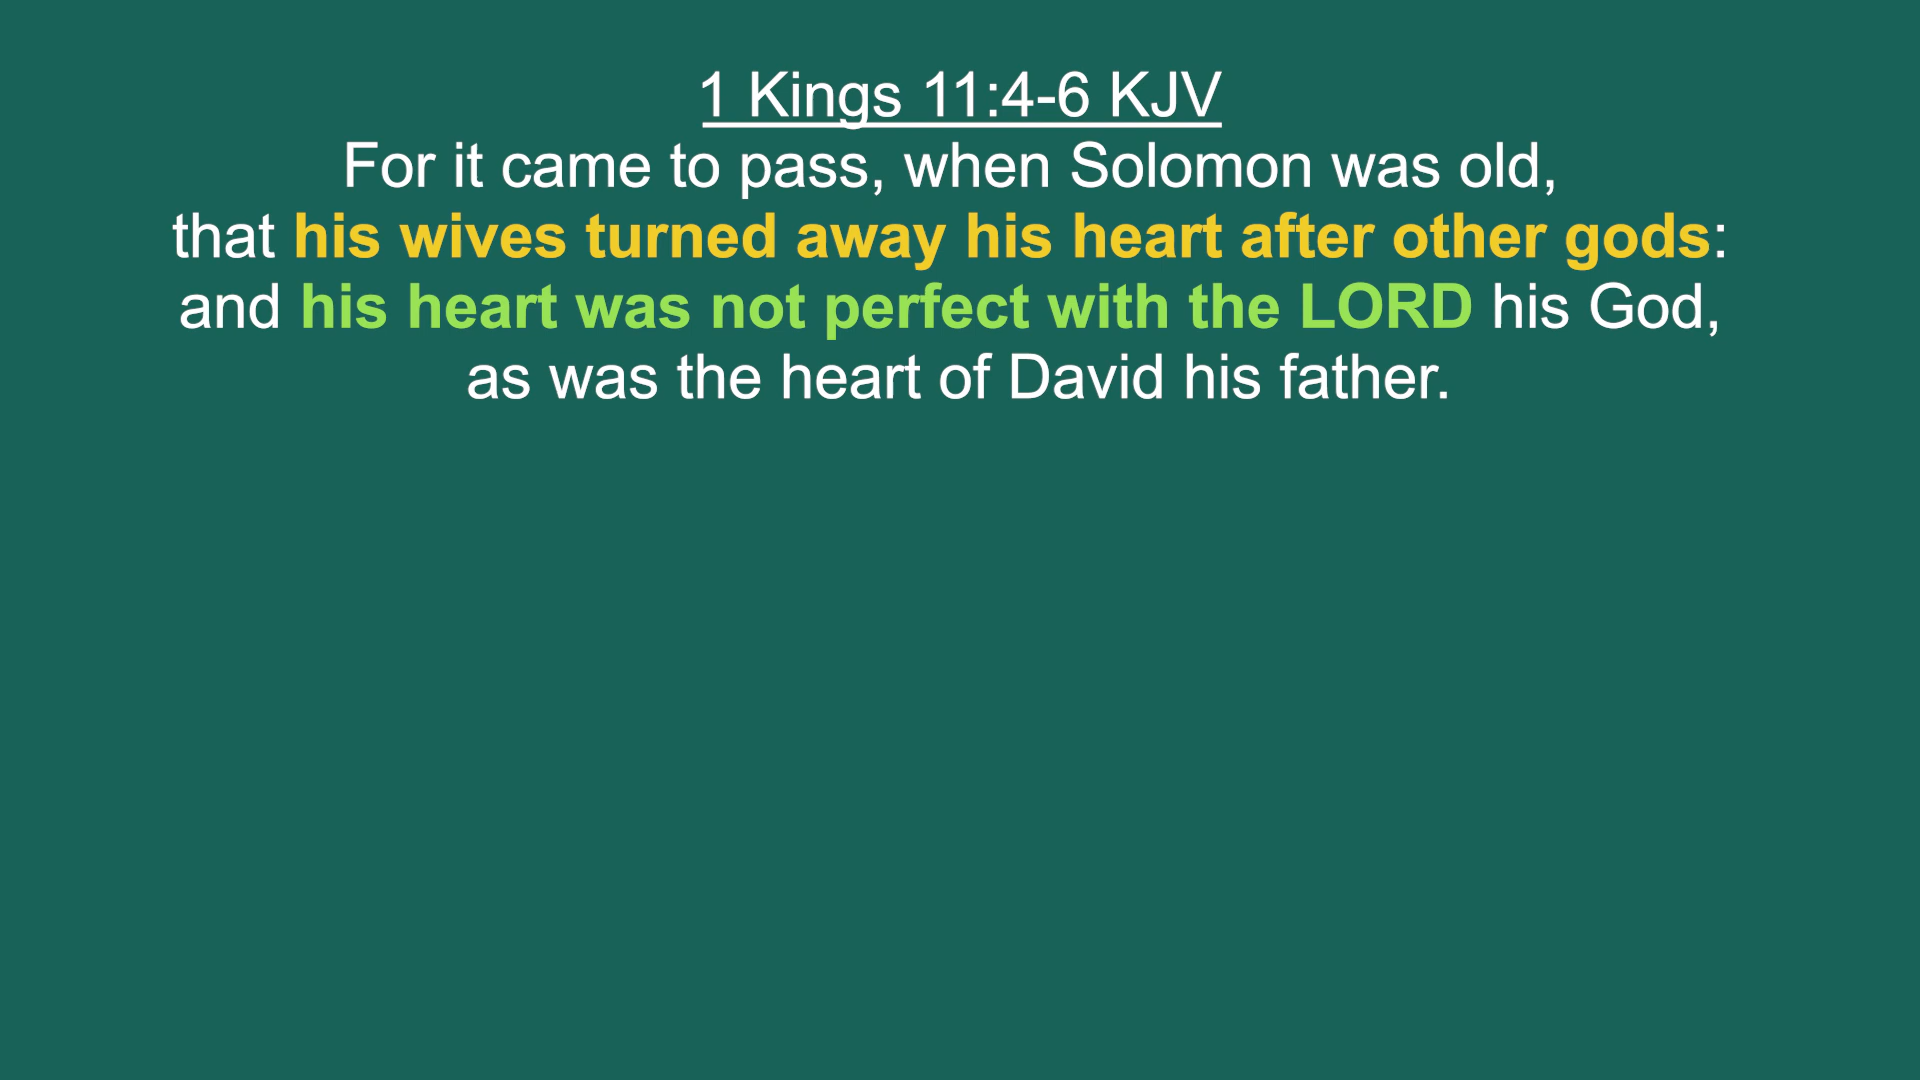 1 Kings 11:4-6 KJV
For it came to pass, when Solomon was old,
that his wives turned away his heart after other gods:
and his heart was not perfect with the LORD his God,
as was the heart of David his father.